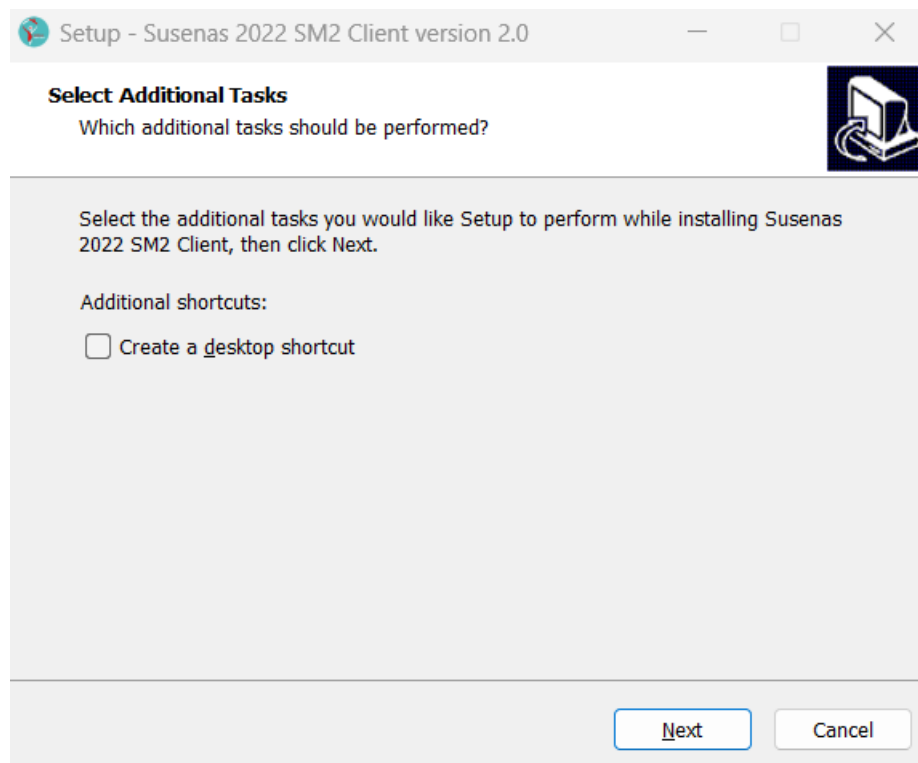 Setup - Susenas 2022 SM2 Client version 2.0
Select Additional Tasks
Which additional tasks should be performed?
Select the additional tasks you would like Setup to perform while installing Susenas
2022 SM2 Client, then click Next.
Additional shortcuts:
Create a desktop shortcut
Next
Cancel